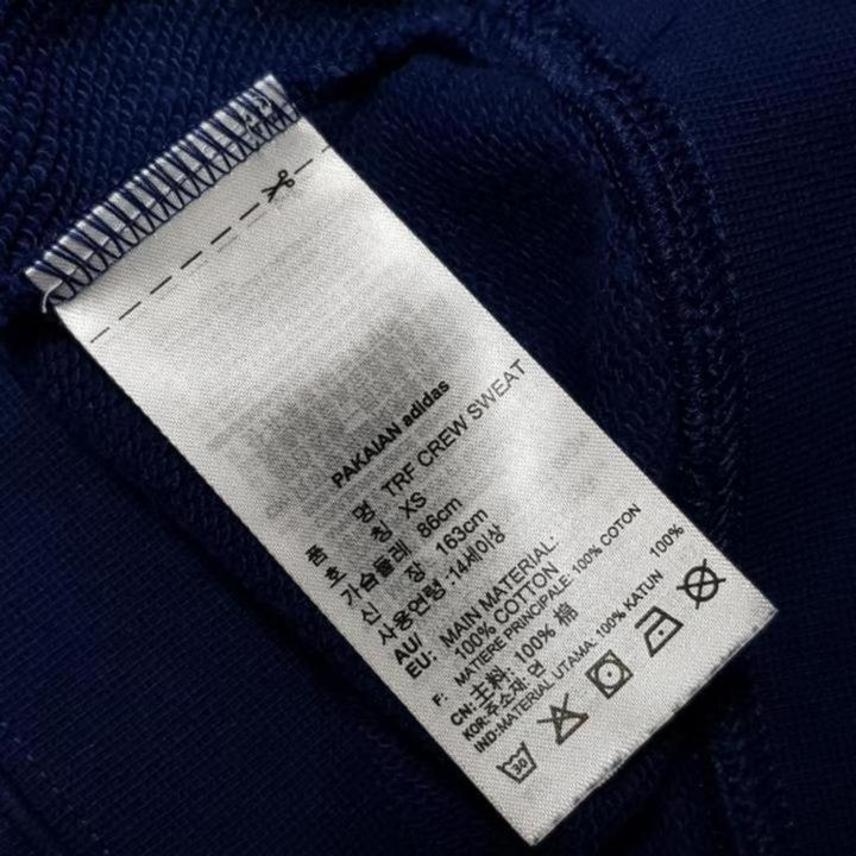 PAKAIAN adidas
품 명 TRF CREW SWEAT
호 칭 XS
가슴둘레 86cm
신 장 163cm
사용연령 :14세이상
AU/ MAIN MATERIAL:
EU: 100% COTTON
F: MATIÈRE PRINCIPALE: 100% COTON
CN: 主料: 100% 棉
KOR:주소재: 면 100%
IND:MATERIAL UTAMA: 100% KATUN
30